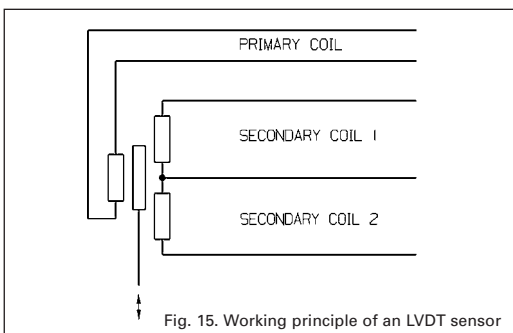 PRIMARY COIL
SECONDARY COIL 1
SECONDARY COIL 2
Fig. 15. Working principle of an LVDT sensor